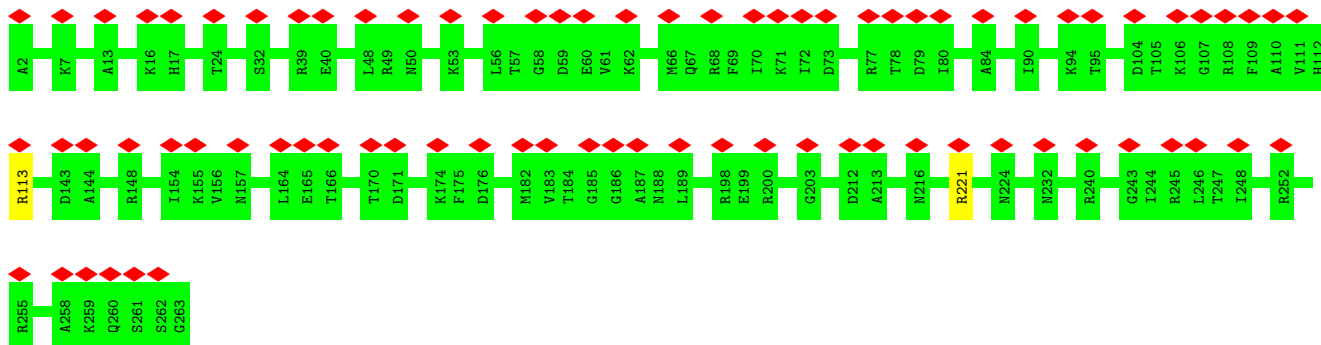 A2 K7 A13 K16 H17 T24 S32 R39 E40 L48 R49 N50 K53 L56 T57 G58 D59 E60 V61 K62 M66 Q67 R68 F69 I70 K71 I72 D73 R77 T78 D79 I80 A84 I90 K94 T95 D104 T105 K106 G107 R108 F109 A110 V111 H112
R113 D143 A144 R148 I154 K155 V156 N157 L164 E165 T166 T170 D171 K174 F175 D176 M182 V183 T184 G185 G186 A187 N188 L189 R198 E199 R200 G203 D212 A213 N216 R221 N224 N232 R240 G243 I244 R245 L246 T247 I248 R252
R255 A258 K259 Q260 S261 S262 G263